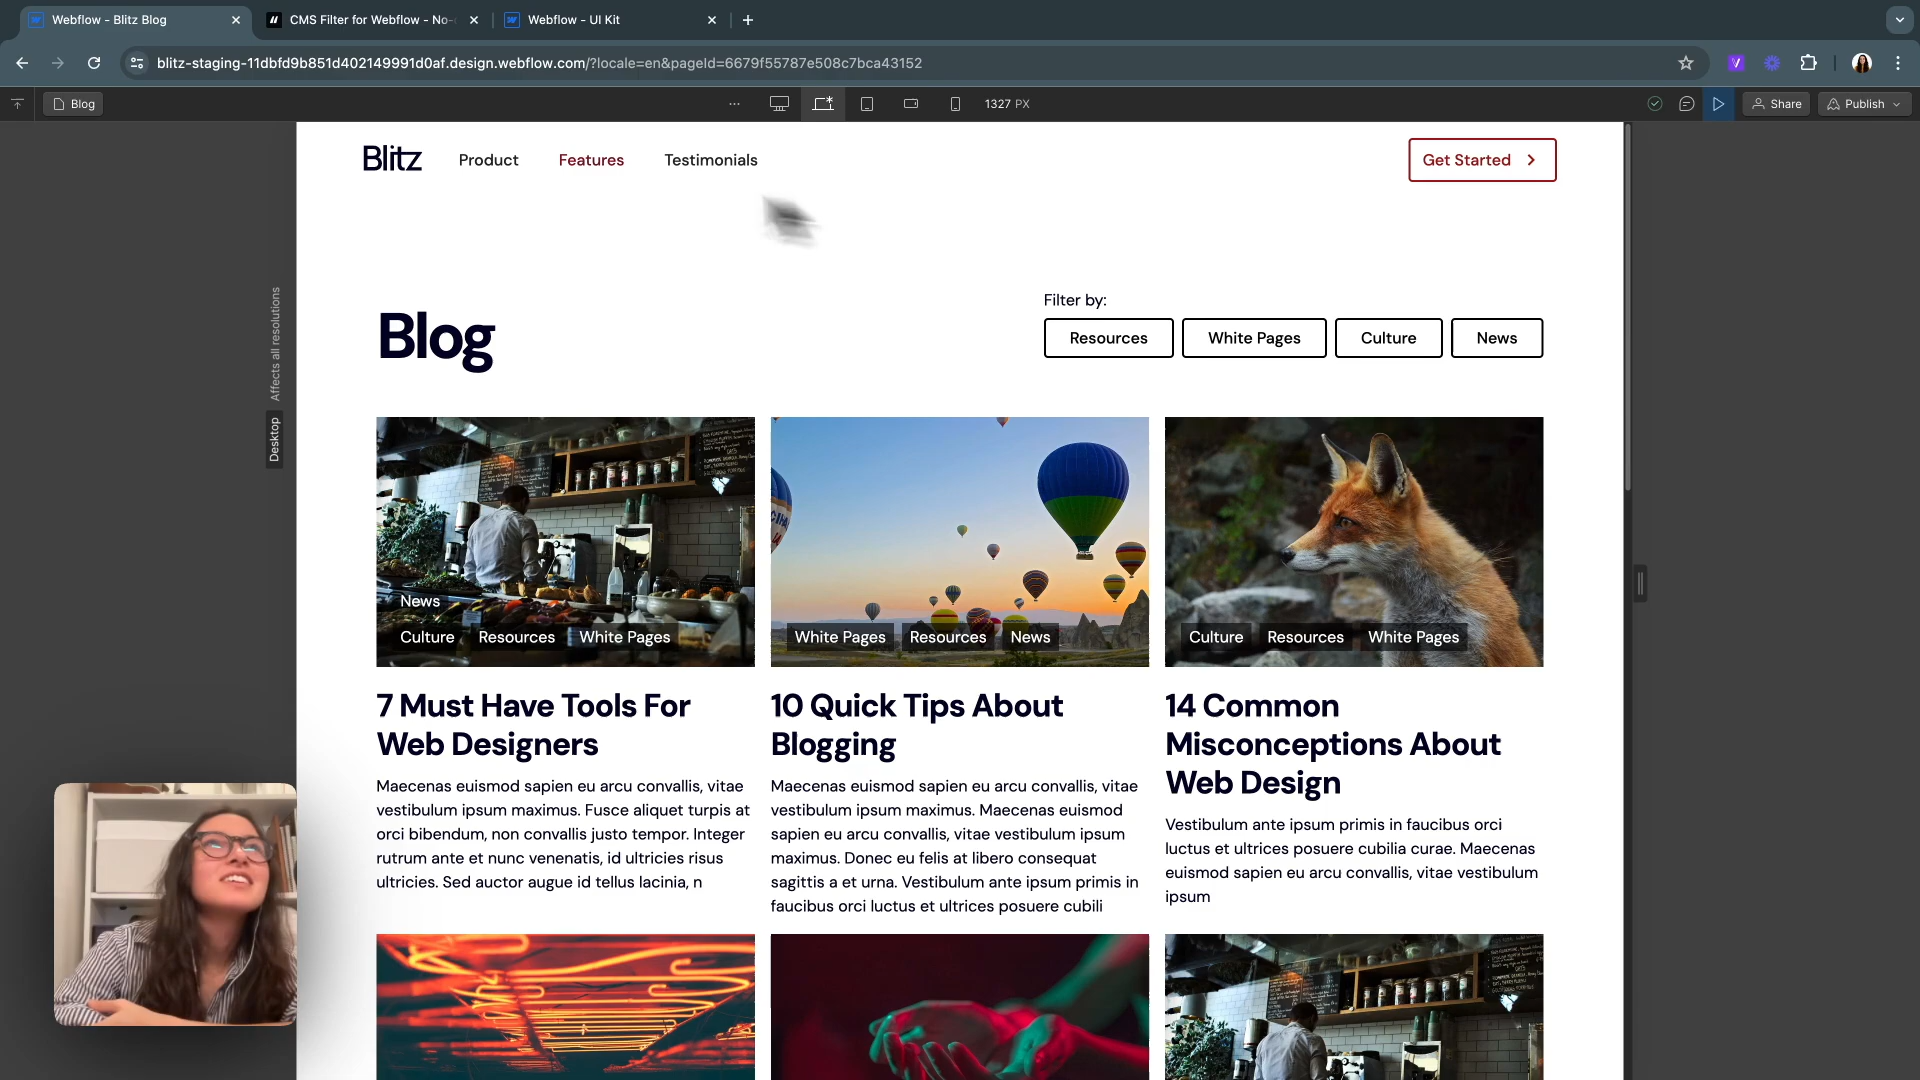 Webflow - Blitz Blog
CMS Filter for Webflow - No-c
Webflow - UI Kit
blitz-staging-11dbfd9b851d402149991d0af.design.webflow.com/?locale=en&pageId=6679f55787e508c7bca43152
Blog
1327 PX
Share
Publish
Affects all resolutions
Desktop
Blitz
Product
Features
Testimonials
Get Started
Blog
Filter by:
Resources
White Pages
Culture
News
News
Culture
Resources
White Pages
White Pages
Resources
News
Culture
Resources
White Pages
7 Must Have Tools For
Web Designers
Maecenas euismod sapien eu arcu convallis, vitae
vestibulum ipsum maximus. Fusce aliquet turpis at
orci bibendum, non convallis justo tempor. Integer
rutrum ante et nunc venenatis, id ultricies risus
ultricies. Sed auctor augue id tellus lacinia, n
10 Quick Tips About
Blogging
Maecenas euismod sapien eu arcu convallis, vitae
vestibulum ipsum maximus. Maecenas euismod
sapien eu arcu convallis, vitae vestibulum ipsum
maximus. Donec eu felis at libero consequat
sagittis a et urna. Vestibulum ante ipsum primis in
faucibus orci luctus et ultrices posuere cubili
14 Common
Misconceptions About
Web Design
Vestibulum ante ipsum primis in faucibus orci
luctus et ultrices posuere cubilia curae. Maecenas
euismod sapien eu arcu convallis, vitae vestibulum
ipsum